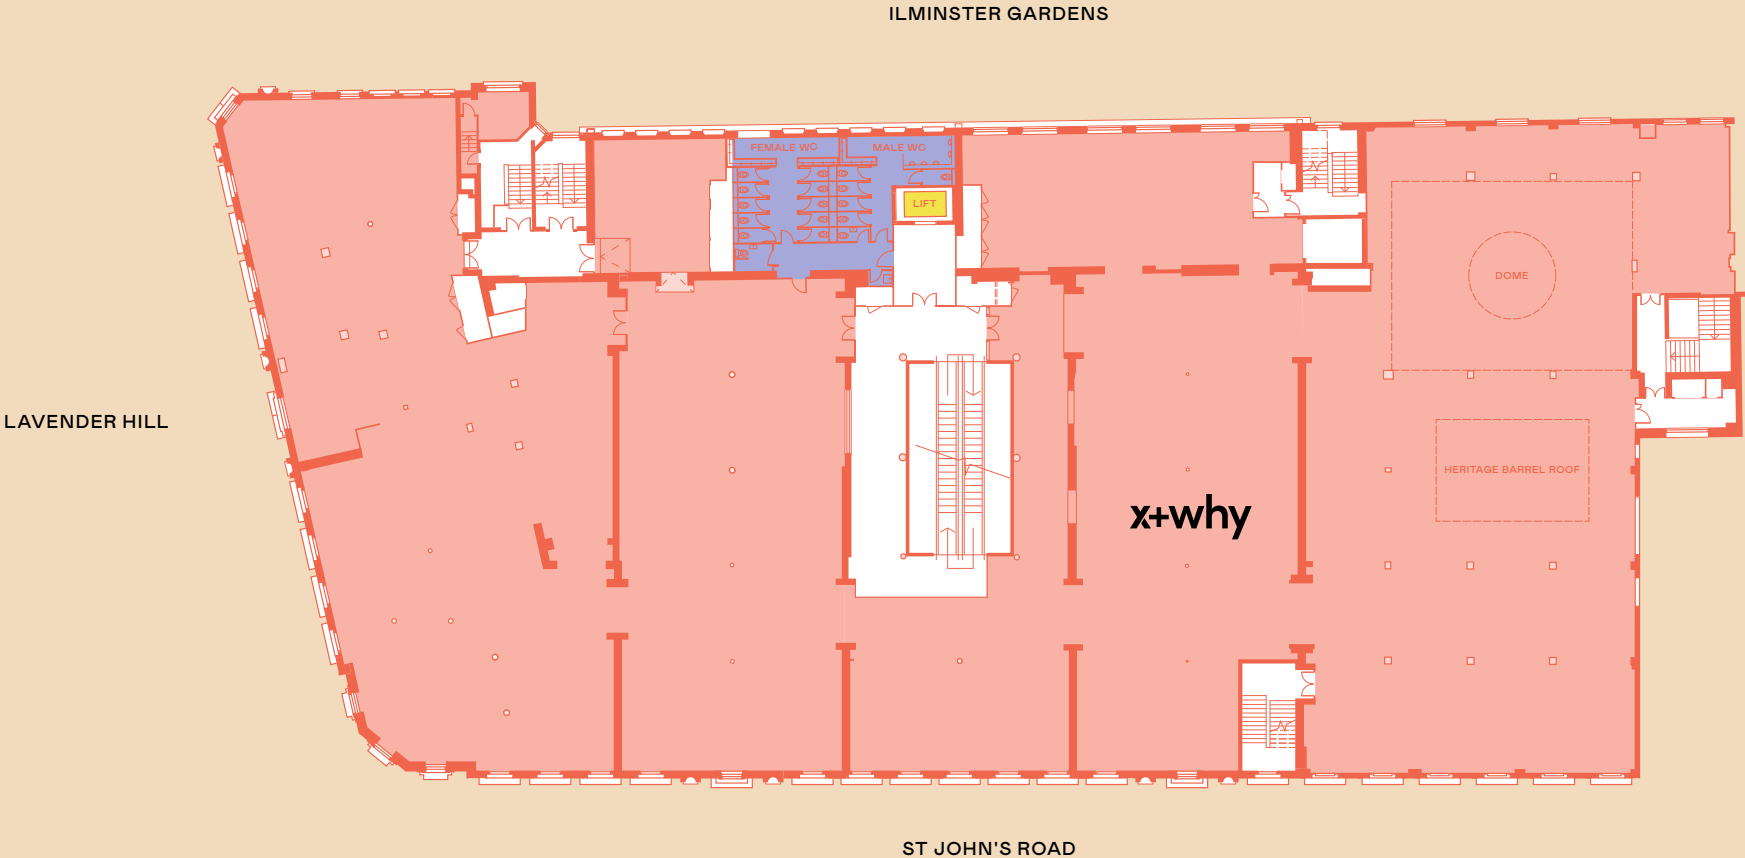 ILMINSTER GARDENS
FEMALE WC
MALE WC
LIFT
DOME
LAVENDER HILL
HERITAGE BARREL ROOF
x+why
ST JOHN'S ROAD